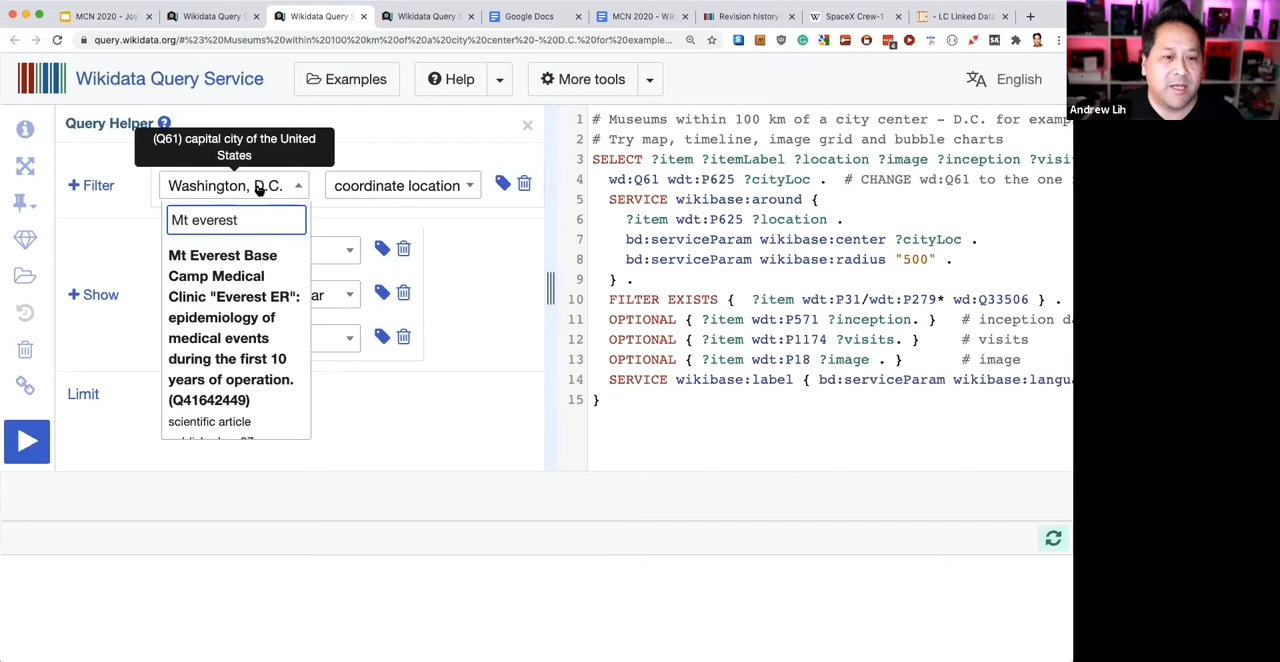 MCN 2020 - Joy
Wikidata Query S
Wikidata Query S
Wikidata Query S
Google Docs
MCN 2020 - Wi
Revision history
SpaceX Crew-1
- LC Linked Data
query.wikidata.org/#%23%20Museums%20within%20100%20km%20of%20a%20city%20center%20-%20D.C.%20for%20example...
Wikidata Query Service
Examples
Help
More tools
English
Andrew Lih
Query Helper
(Q61) capital city of the United
States
Filter
Washington, D.C.
coordinate location
Mt everest
Mt Everest Base
Camp Medical
Clinic "Everest ER":
epidemiology of
medical events
during the first 10
years of operation.
(Q41642449)
scientific article
Show
ar
Limit
1 # Museums within 100 km of a city center - D.C. for examp
2 # Try map, timeline, image grid and bubble charts
3 SELECT ?item ?itemLabel ?location ?image ?inception ?visi
4 wd:Q61 wdt:P625 ?cityLoc . # CHANGE wd:Q61 to the one
5 SERVICE wikibase:around {
6 ?item wdt:P625 ?location .
7 bd:serviceParam wikibase:center ?cityLoc .
8 bd:serviceParam wikibase:radius "500" .
9 } .
10 FILTER EXISTS { ?item wdt:P31/wdt:P279* wd:Q33506 } .
11 OPTIONAL { ?item wdt:P571 ?inception. } # inception da
12 OPTIONAL { ?item wdt:P1174 ?visits. } # visits
13 OPTIONAL { ?item wdt:P18 ?image . } # image
14 SERVICE wikibase:label { bd:serviceParam wikibase:langu
15 }